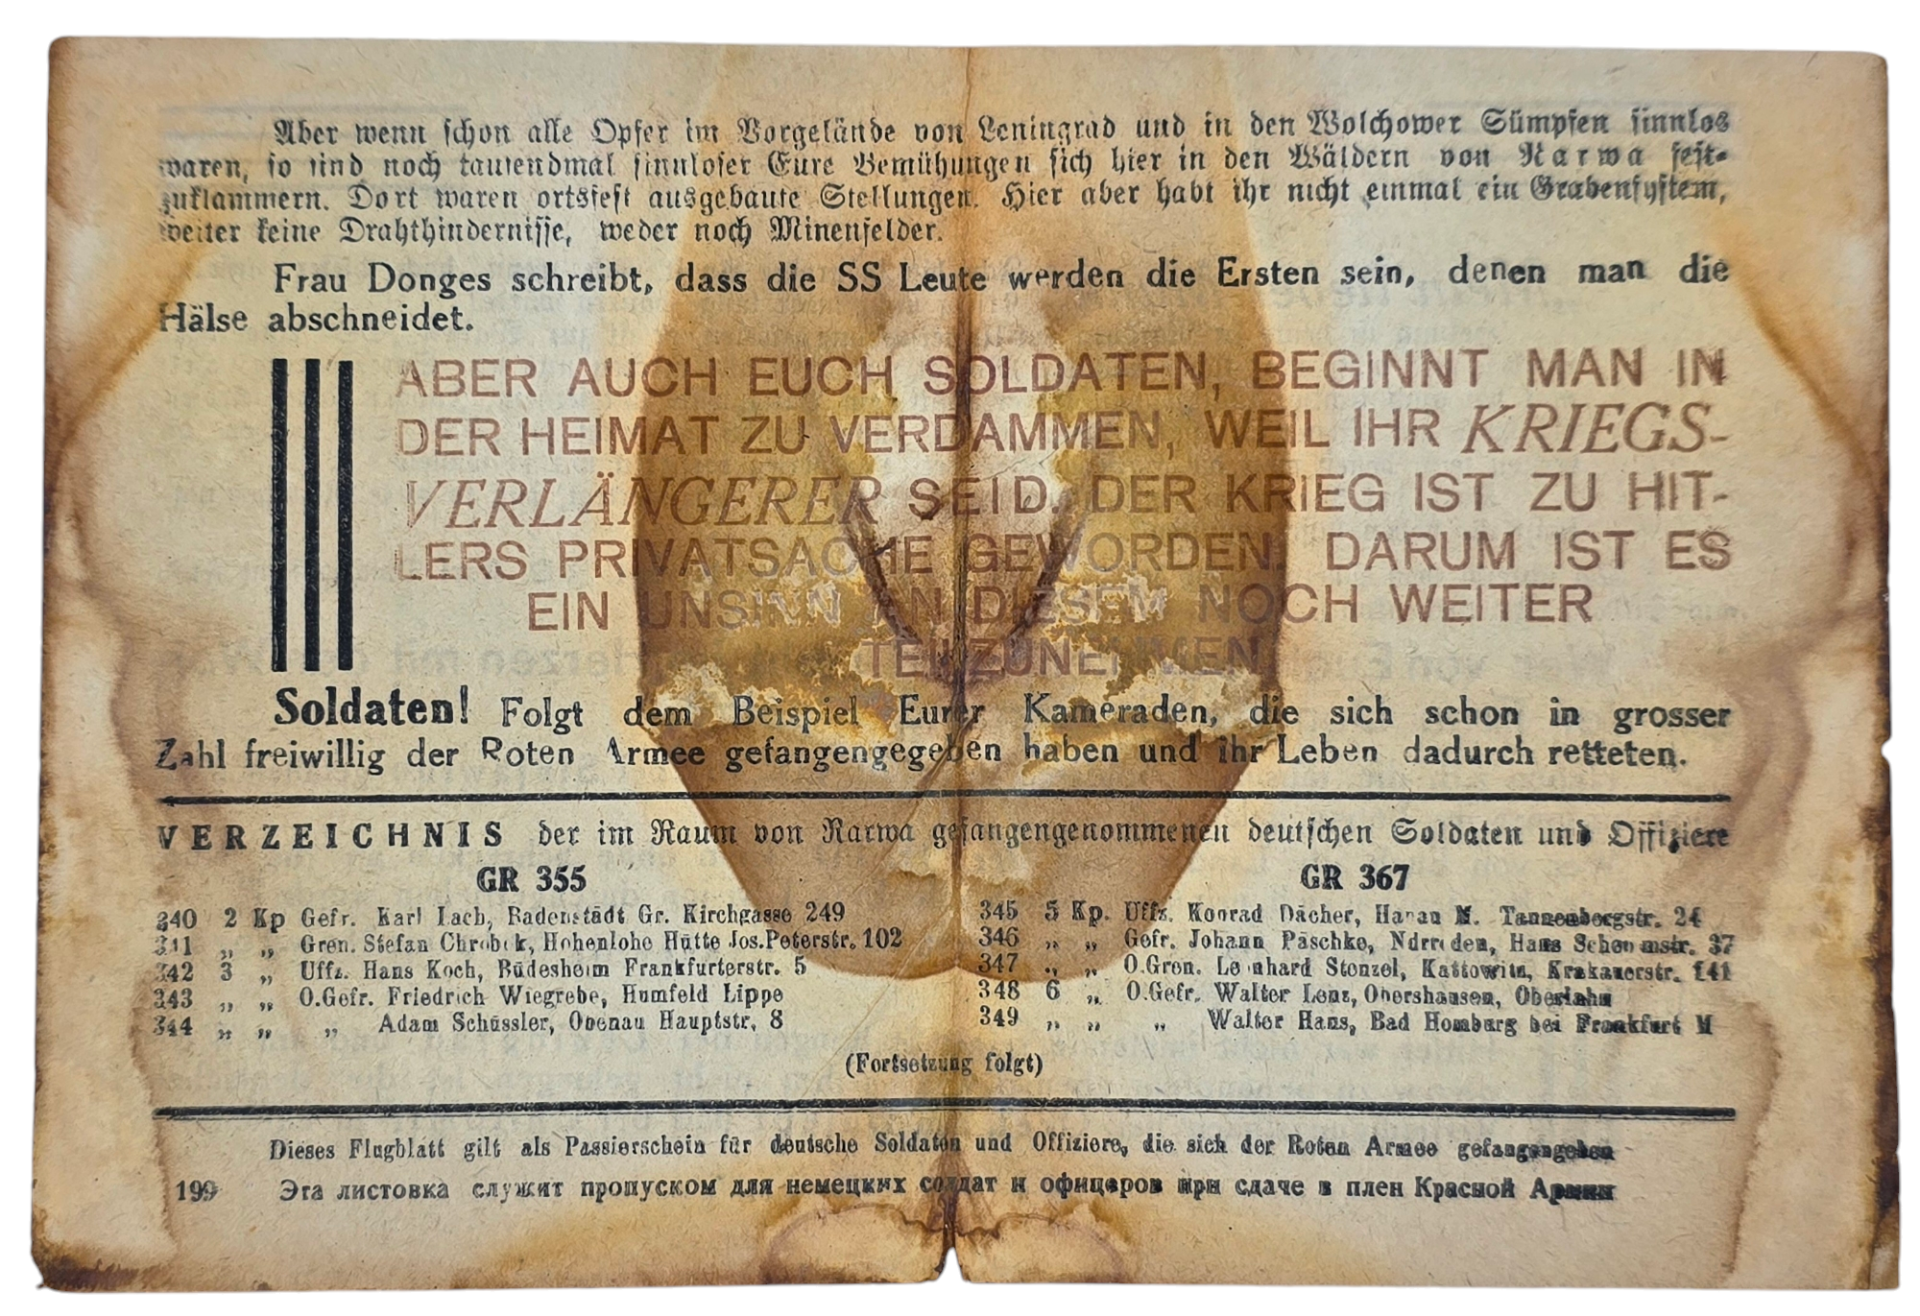 Aber wenn schon alle Opfer im Vorgelände von Leningrad und in den Wolchower Sümpfen sinnlos
waren, so sind noch tausendmal sinnloser Eure Bemühungen sich hier in den Wäldern von Narwa fest-
zuklammern. Dort waren ortsfest ausgebaute Stellungen. Hier aber habt ihr nicht einmal ein Grabensystem,
weiter keine Drahthindernisse, weder noch Minenfelder.
Frau Donges schreibt, dass die SS Leute werden die Ersten sein, denen man die
Hälse abschneidet.
ABER AUCH EUCH, SOLDATEN, BEGINNT MAN IN
DER HEIMAT ZU VERDAMMEN, WEIL IHR KRIEGS-
VERLÄNGERER SEID. DER KRIEG IST ZU HIT-
LERS PRIVATSACHE GEWORDEN. DARUM IST ES
EIN UNSINN AN DIESEM NOCH WEITER
TEILZUNEHMEN
Soldaten! Folgt dem Beispiel Eurer Kameraden, die sich schon in grosser
Zahl freiwillig der Roten Armee gefangengegeben haben und ihr Leben dadurch retteten.
VERZEICHNIS der im Raum von Narwa gefangengenommenen deutschen Soldaten und Offiziere
GR 355
340 2 Kp Gefr. Karl Lach, Radenstädt Gr. Kirchgasse 249
341 „ „ Gren. Stefan Hohenlohe Hütte Jos.Peterstr. 102
342 3 „ Uffz. Hans Koch, Rüdesheim Frankfurterstr. 5
343 „ „ O.Gefr. Friedrich Wiegrebe, Humfeld Lippe
344 „ „ „ Adam Schüssler, Obenau Hauptstr, 8
GR 367
345 5 Kp. Uffz. Konrad Dächer, Hanau M. Tannenbergstr. 24
346 „ „ Gefr. Johann Päschke, Hans 37
347 „ „ O.Gren. Leonhard Stenzel, Kattowitz, Krakauerstr. 141
348 6 „ O.Gefr. Walter Lenz, Obershausen, Oberlahn
349 „ „ „ Walter Hans, Bad Homburg bei Frankfurt M
(Fortsetzung folgt)
Dieses Flugblatt gilt als Passierschein für deutsche Soldaten und Offiziere, die sich der Roten Armee gefangengeben
199 Эта листовка служит пропуском для немецких солдат и офицеров при сдаче в плен Красной Армии